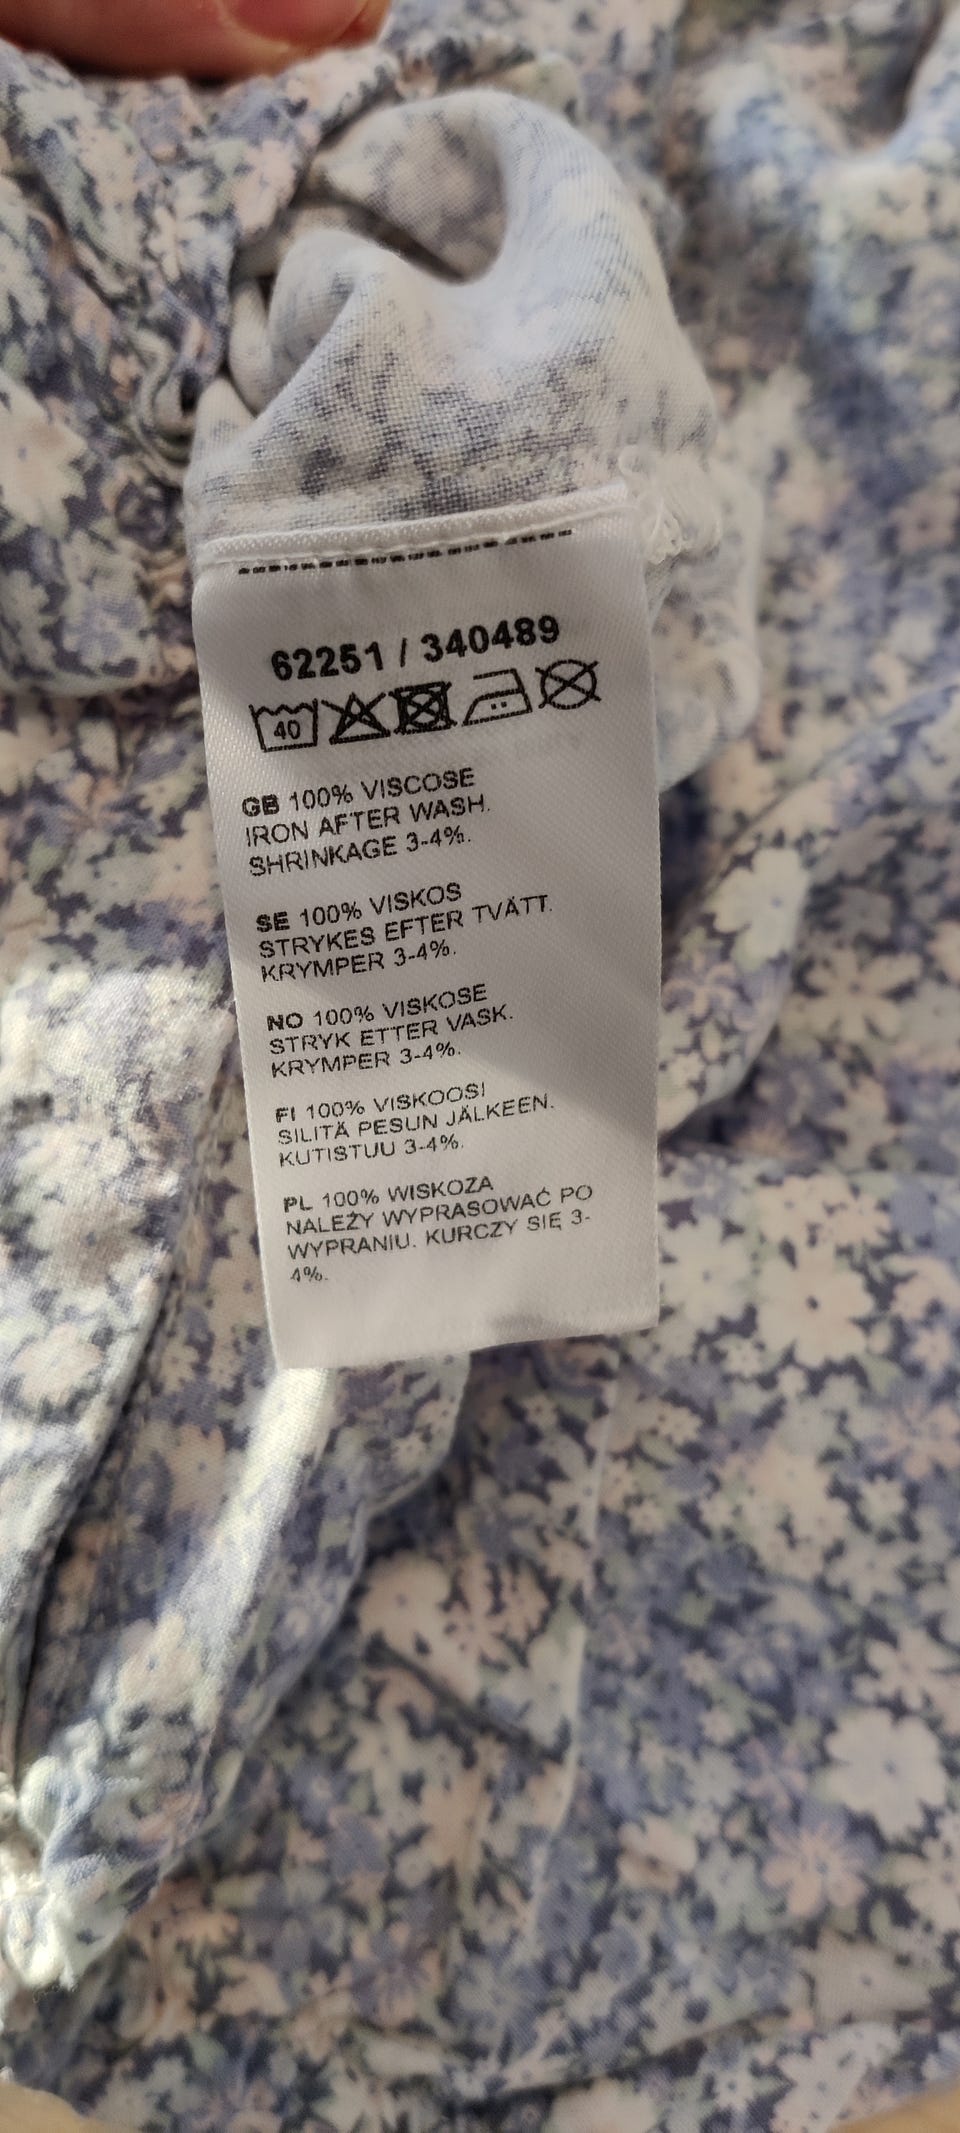 62251 / 340489
40
GB 100% VISCOSE
IRON AFTER WASH.
SHRINKAGE 3-4%.
SE 100% VISKOS
STRYKES EFTER TVÄTT.
KRYMPER 3-4%.
NO 100% VISKOSE
STRYK ETTER VASK.
KRYMPER 3-4%.
FI 100% VISKOOSI
SILITÄ PESUN JÄLKEEN.
KUTISTUU 3-4%.
PL 100% WISKOZA
NALEŻY WYPRASOWAĆ PO
WYPRANIU. KURCZY SIĘ 3-
4%.